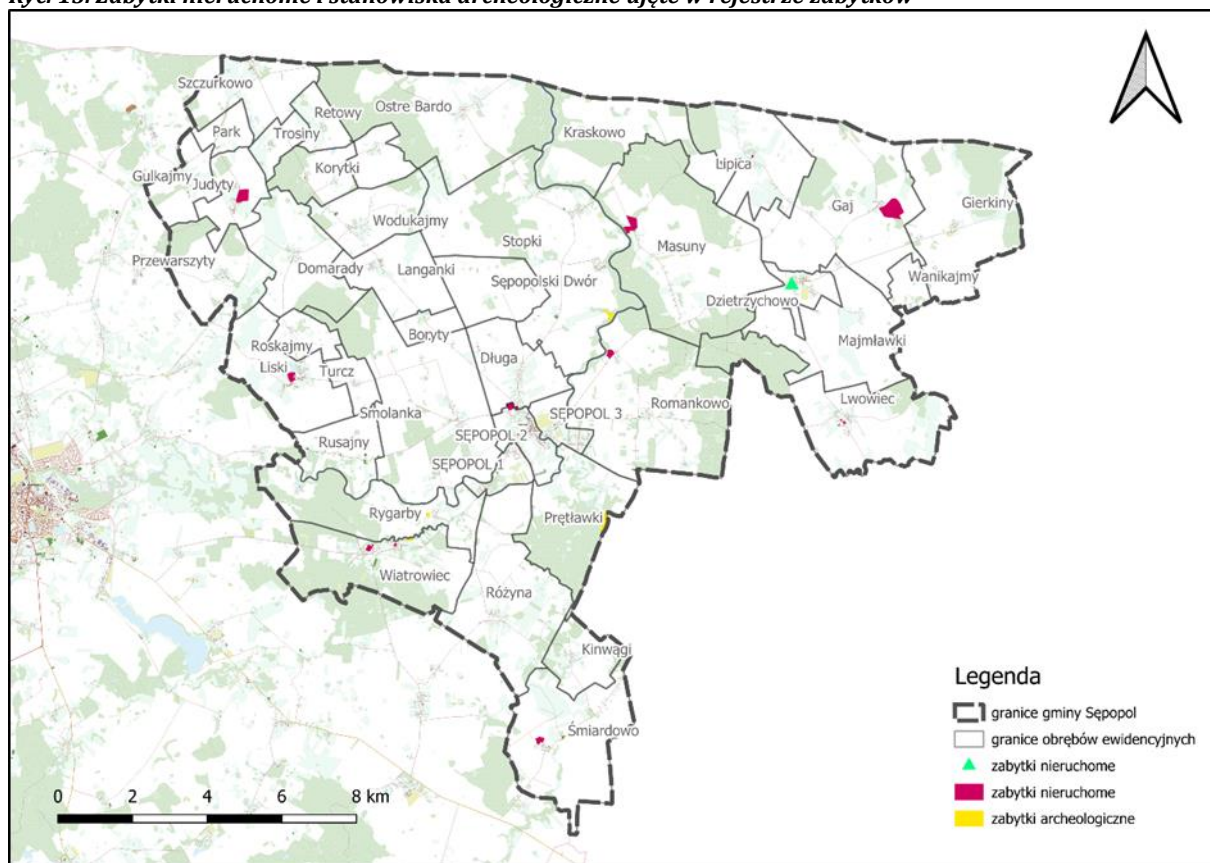 Ryc. 15. Zabytki nieruchome i stanowiska archeologiczne ujęte w rejestrze zabytków
Szczurkowo
Ostre Bardo
Retowy
Park
Trosiny
Kraskowo
Lipica
Korytki
Gulkajmy
Judyty
Gaj
Gierkiny
Wodukajmy
Stopki
Masuny
Przewarszyty
Domarady
Langanki
Sępopolski Dwór
Wanikajmy
Dzietrzychowo
Boryty
Majmławki
Roskajmy
Długa
Liski
Turcz
Lwowiec
Romankowo
Smolanka
SĘPOPOL 3
Rusajny
SĘPOPOL 2
SĘPOPOL 1
Rygarby
Prętławki
Wiatrowiec
Różyna
Kinwągi
Śmiardowo
Legenda
granice gminy Sępopol
granice obrębów ewidencyjnych
zabytki nieruchome
zabytki nieruchome
zabytki archeologiczne
0 2 4 6 8 km